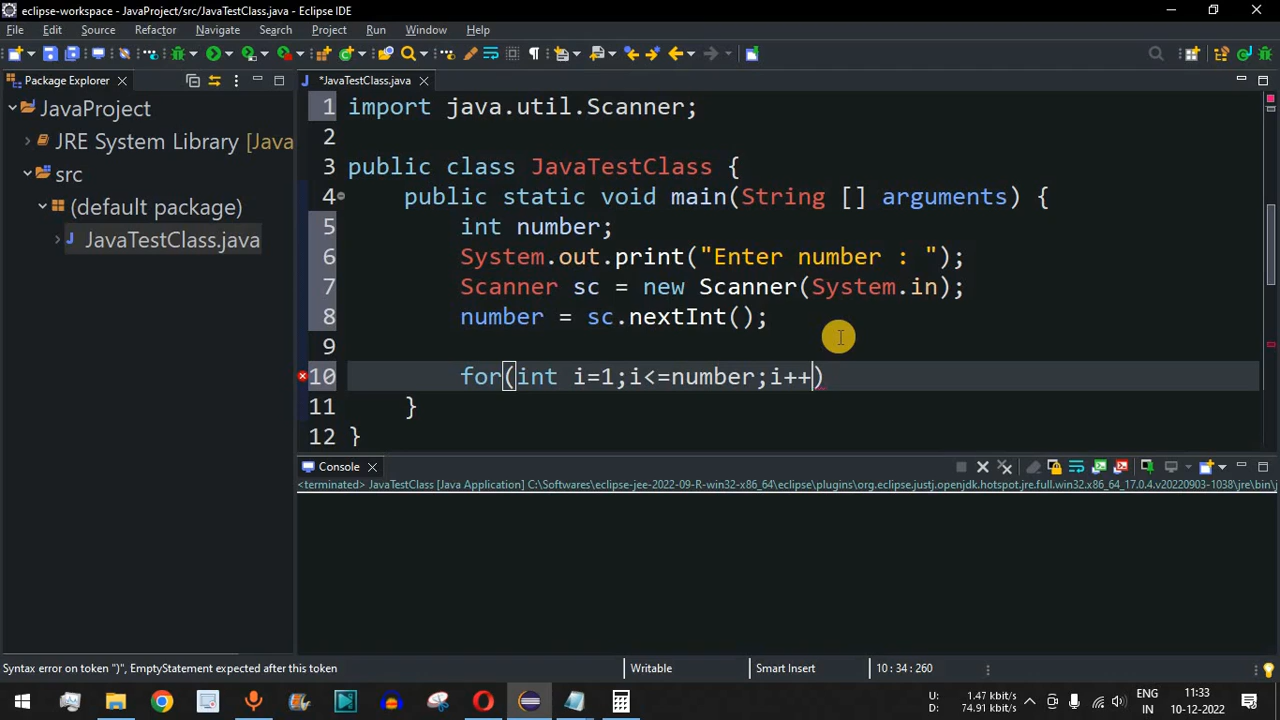 eclipse-workspace - JavaProject/src/JavaTestClass.java - Eclipse IDE
File Edit Source Refactor Navigate Search Project Run Window Help
Package Explorer
*JavaTestClass.java
JavaProject
JRE System Library [Java
src
(default package)
JavaTestClass.java
1 import java.util.Scanner;
2
3 public class JavaTestClass {
4 public static void main(String [] arguments) {
5 int number;
6 System.out.print("Enter number : ");
7 Scanner sc = new Scanner(System.in);
8 number = sc.nextInt();
9
10 for(int i=1;i<=number;i++)
11 }
12 }
Console
<terminated> JavaTestClass [Java Application] C:\Softwares\eclipse-jee-2022-09-R-win32-x86_64\eclipse\plugins\org.eclipse.justj.openjdk.hotspot.jre.full.win32.x86_64_17.0.4.v20220903-1038\jre\bin\j
Syntax error on token ")", EmptyStatement expected after this token
Writable
Smart Insert
10 : 34 : 260
U: 1.47 kbit/s
D: 74.91 kbit/s
ENG
IN
11:33
10-12-2022